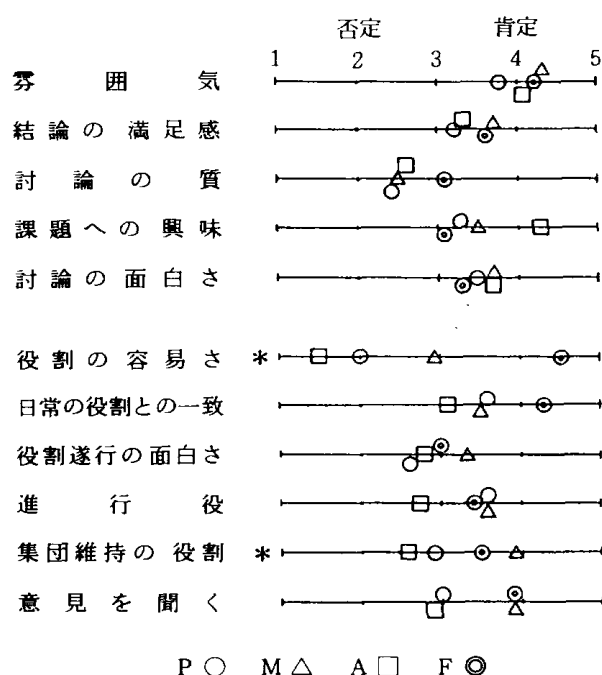 否定 肯定
1 2 3 4 5
雰囲気
結論の満足感
討論の質
課題への興味
討論の面白さ
役割の容易さ *
日常の役割との一致
役割遂行の面白さ
進行役
集団維持の役割 *
意見を聞く
P ○ M △ A □ F ◎